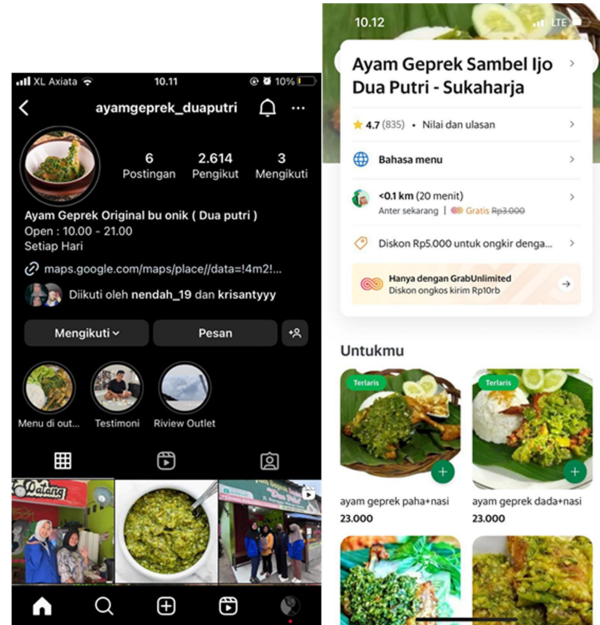 XL Axiata
10.11
10%
ayamgeprek_duaputri
6
2.614
3
Postingan
Pengikut
Mengikuti
Ayam Geprek Original bu onik ( Dua putri )
Open : 10.00 - 21.00
Setiap Hari
maps.google.com/maps/place//data=!4m2!...
Diikuti oleh nendah_19 dan krisantyyy
Mengikuti
Pesan
Menu di out...
Testimoni
Riview Outlet
Datang
10.12
LTE
Ayam Geprek Sambel Ijo
Dua Putri - Sukaharja
4.7 (835) • Nilai dan ulasan
Bahasa menu
<0.1 km (20 menit)
Anter sekarang | Gratis Rp3.000
Diskon Rp5.000 untuk ongkir denga...
Hanya dengan GrabUnlimited
Diskon ongkos kirim Rp10rb
Untukmu
Terlaris
Terlaris
ayam geprek paha+nasi
23.000
ayam geprek dada+nasi
23.000